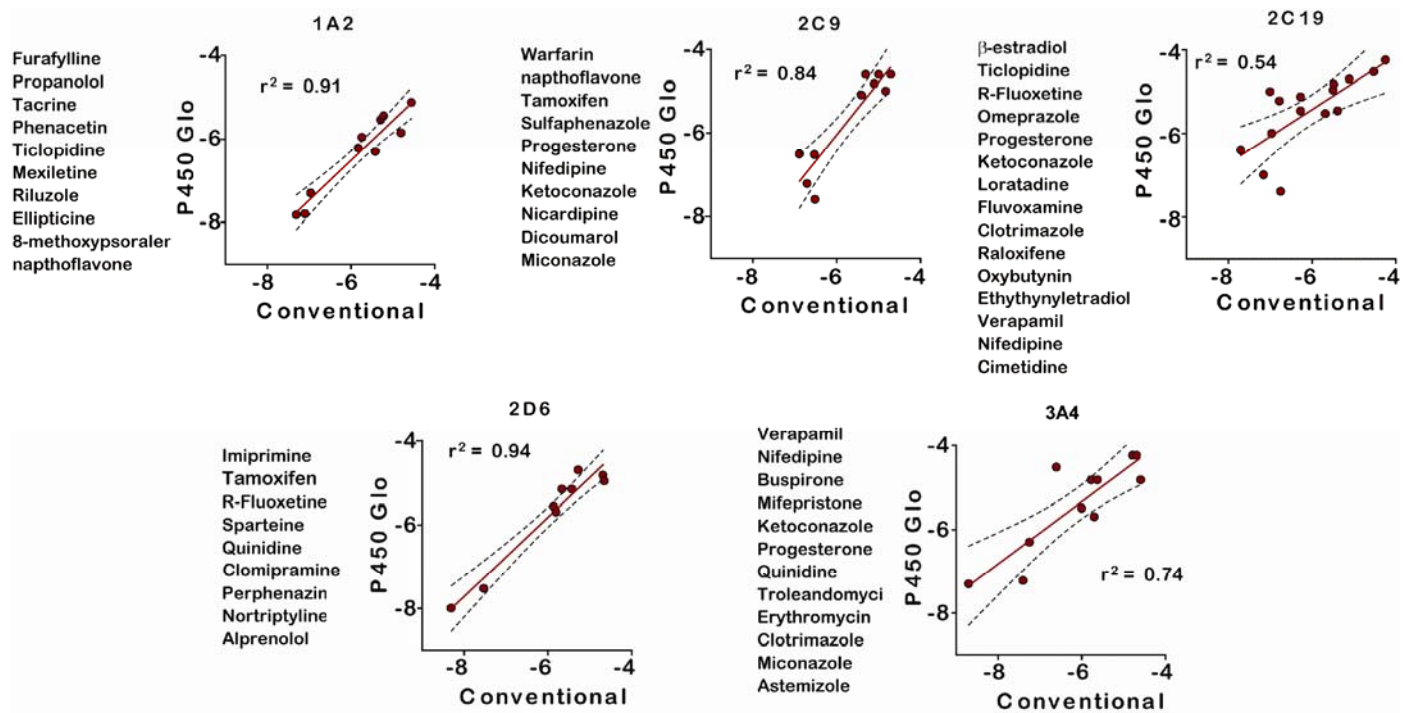 1A2
Furafylline
Propanolol
Tacrine
Phenacetin
Ticlopidine
Mexiletine
Riluzole
Ellipticine
8-methoxypsoraler
napthoflavone
r² = 0.91
P450 Glo
-4
-6
-8
-8 -6 -4
Conventional
2C9
Warfarin
napthoflavone
Tamoxifen
Sulfaphenazole
Progesterone
Nifedipine
Ketoconazole
Nicardipine
Dicoumarol
Miconazole
r² = 0.84
P450 Glo
-4
-6
-8
-8 -6 -4
Conventional
2C19
β-estradiol
Ticlopidine
R-Fluoxetine
Omeprazole
Progesterone
Ketoconazole
Loratadine
Fluvoxamine
Clotrimazole
Raloxifene
Oxybutynin
Ethythynyletradiol
Verapamil
Nifedipine
Cimetidine
r² = 0.54
P450 Glo
-4
-6
-8
-8 -6 -4
Conventional
2D6
Imiprimine
Tamoxifen
R-Fluoxetine
Sparteine
Quinidine
Clomipramine
Perphenazin
Nortriptyline
Alprenolol
r² = 0.94
P450 Glo
-4
-6
-8
-8 -6 -4
Conventional
3A4
Verapamil
Nifedipine
Buspirone
Mifepristone
Ketoconazole
Progesterone
Quinidine
Troleandomyci
Erythromycin
Clotrimazole
Miconazole
Astemizole
r² = 0.74
P450 Glo
-4
-6
-8
-8 -6 -4
Conventional